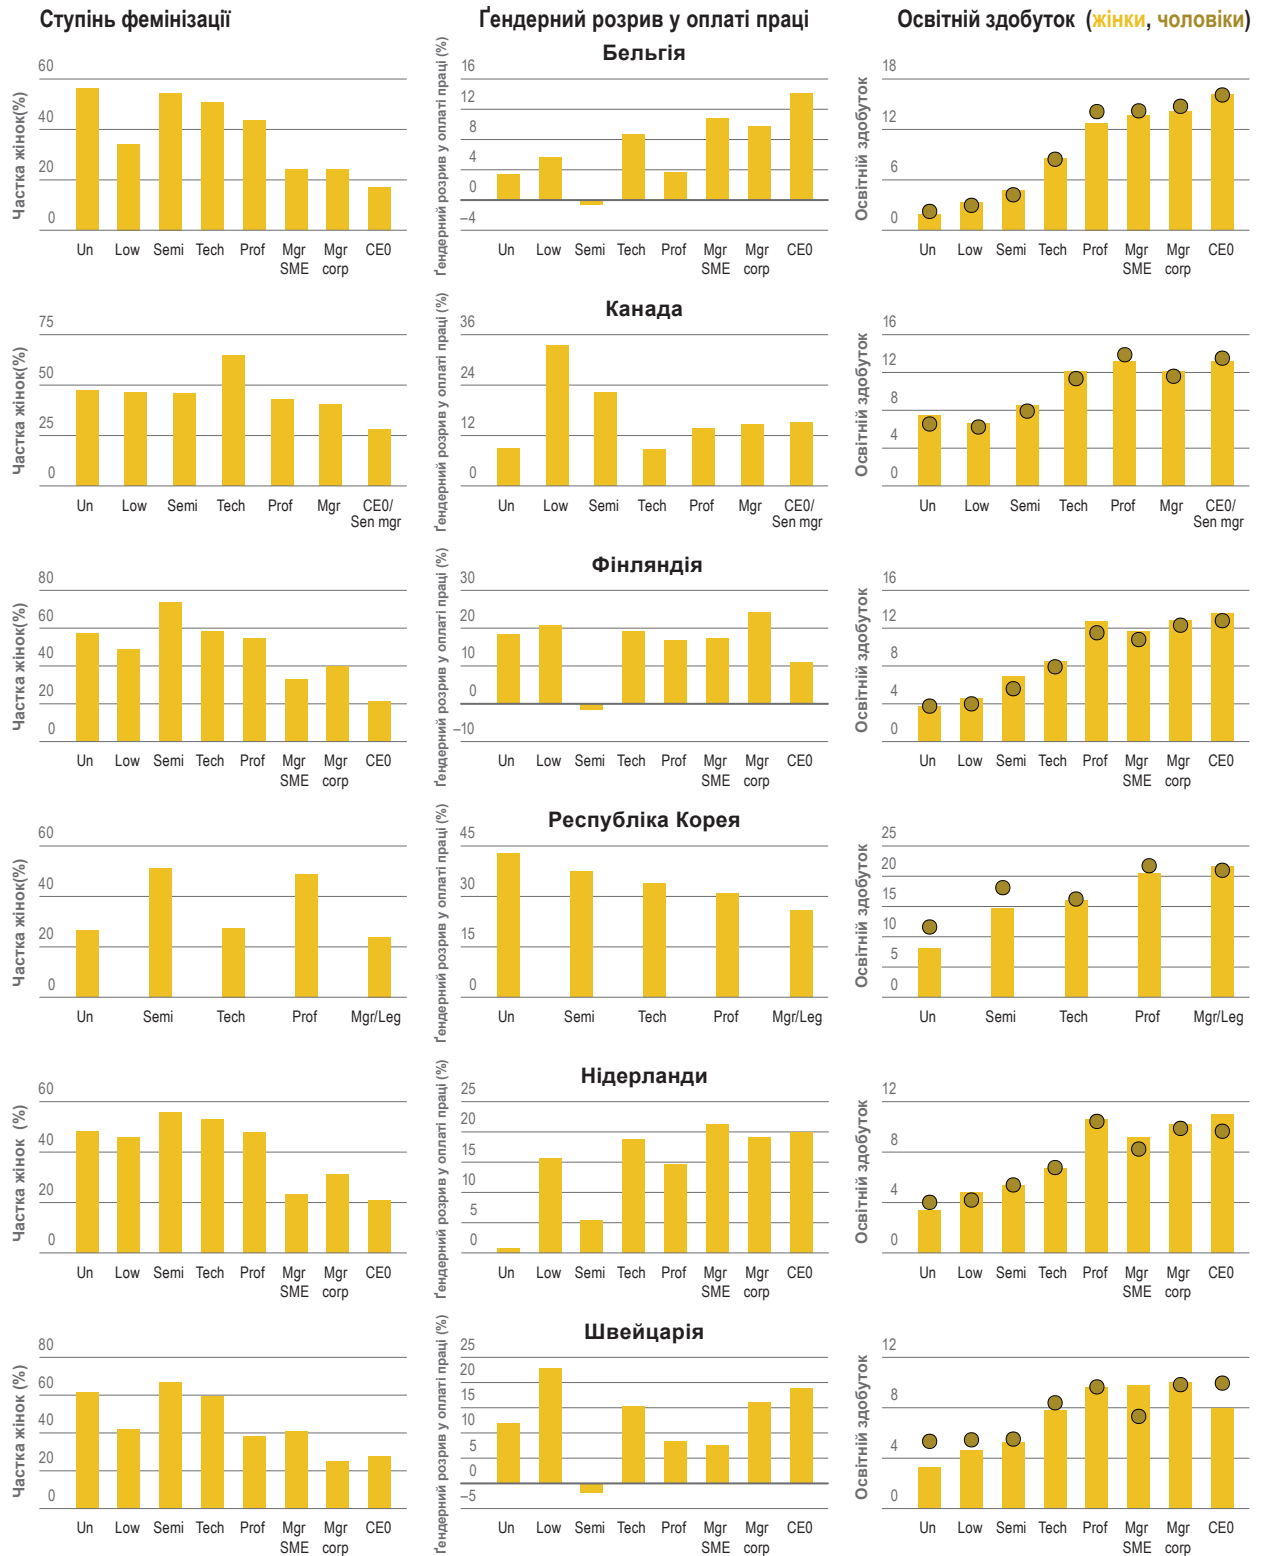 Ступінь фемінізації
Ґендерний розрив у оплаті праці
Освітній здобуток (жінки, чоловіки)
Бельгія
Частка жінок(%)
60
40
20
0
Un Low Semi Tech Prof Mgr SME Mgr corp CE0
Ґендерний розрив у оплаті праці (%)
16
12
8
4
0
–4
Un Low Semi Tech Prof Mgr SME Mgr corp CE0
Освітній здобуток
18
12
6
0
Un Low Semi Tech Prof Mgr SME Mgr corp CE0
Канада
Частка жінок(%)
75
50
25
0
Un Low Semi Tech Prof Mgr CE0/ Sen mgr
Ґендерний розрив у оплаті праці (%)
36
24
12
0
Un Low Semi Tech Prof Mgr CE0/ Sen mgr
Освітній здобуток
16
12
8
4
0
Un Low Semi Tech Prof Mgr CE0/ Sen mgr
Фінляндія
Частка жінок(%)
80
60
40
20
0
Un Low Semi Tech Prof Mgr SME Mgr corp CE0
Ґендерний розрив у оплаті праці (%)
30
20
10
0
–10
Un Low Semi Tech Prof Mgr SME Mgr corp CE0
Освітній здобуток
16
12
8
4
0
Un Low Semi Tech Prof Mgr SME Mgr corp CE0
Республіка Корея
Частка жінок(%)
60
40
20
0
Un Semi Tech Prof Mgr/Leg
Ґендерний розрив у оплаті праці (%)
45
30
15
0
Un Semi Tech Prof Mgr/Leg
Освітній здобуток
25
20
15
10
5
0
Un Semi Tech Prof Mgr/Leg
Нідерланди
Частка жінок (%)
60
40
20
0
Un Low Semi Tech Prof Mgr SME Mgr corp CE0
Ґендерний розрив у оплаті праці (%)
25
20
15
10
5
0
Un Low Semi Tech Prof Mgr SME Mgr corp CE0
Освітній здобуток
12
8
4
0
Un Low Semi Tech Prof Mgr SME Mgr corp CE0
Швейцарія
Частка жінок (%)
80
60
40
20
0
Un Low Semi Tech Prof Mgr SME Mgr corp CE0
Ґендерний розрив у оплаті праці (%)
25
20
15
10
5
0
–5
Un Low Semi Tech Prof Mgr SME Mgr corp CE0
Освітній здобуток
12
8
4
0
Un Low Semi Tech Prof Mgr SME Mgr corp CE0